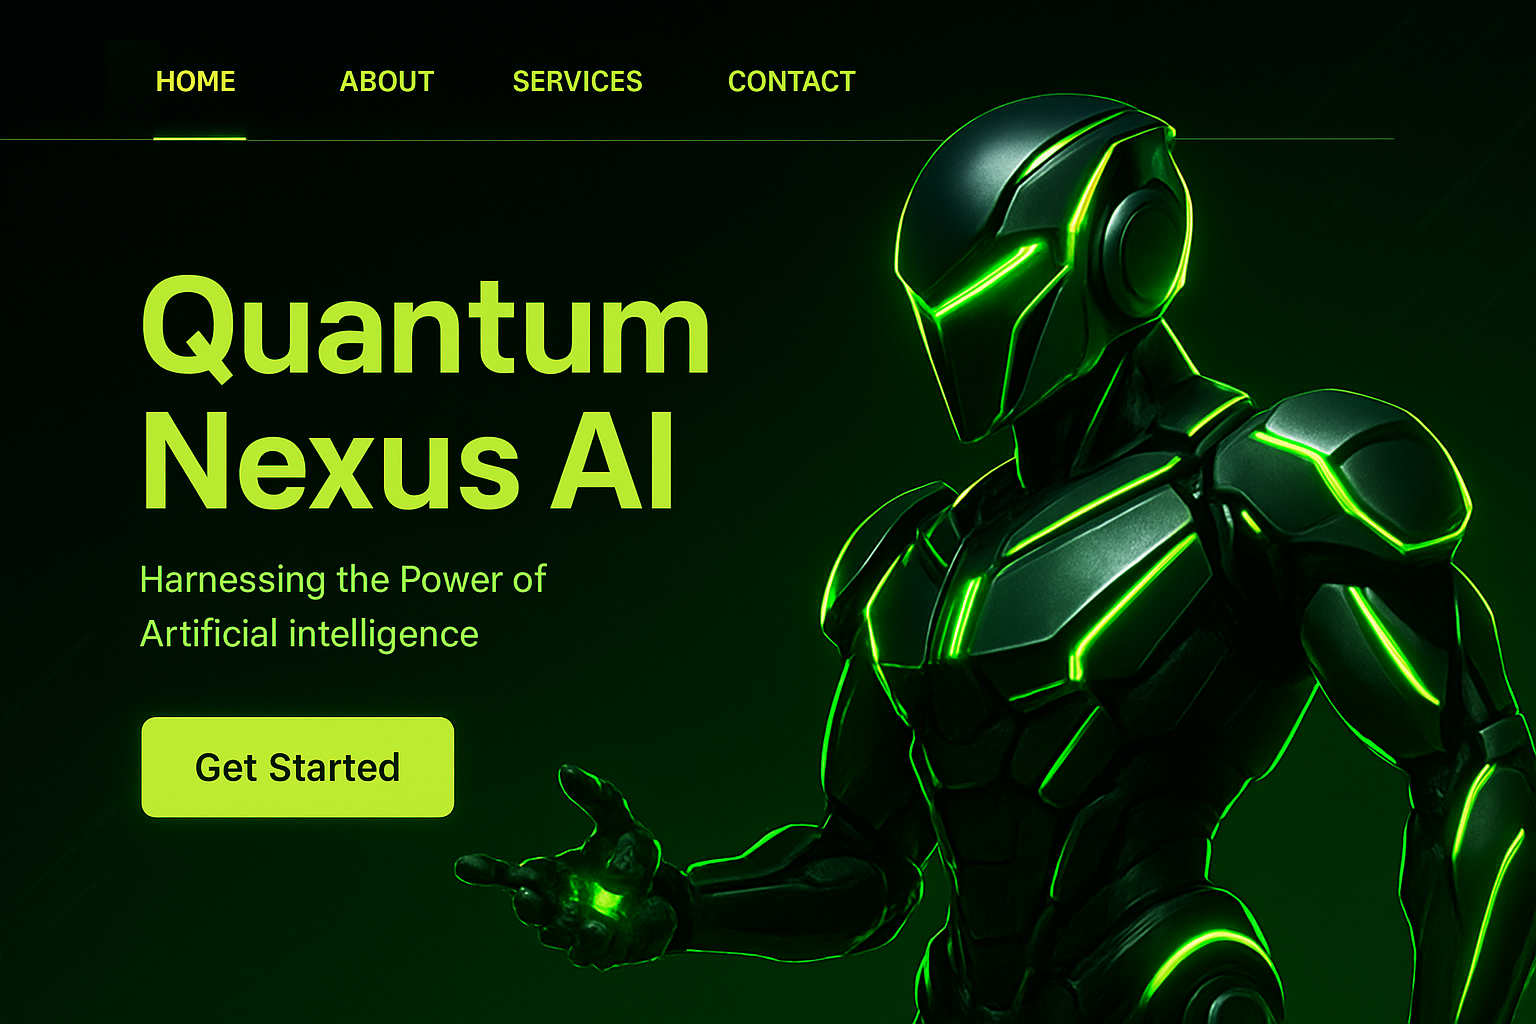 HOME ABOUT SERVICES CONTACT
Quantum
Nexus AI
Harnessing the Power of
Artificial intelligence
Get Started